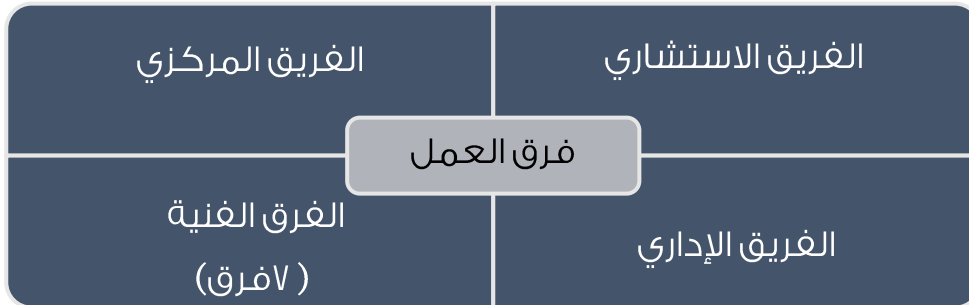 الفريق الاستشاري
الفريق المركزي
فرق العمل
الفريق الإداري
الفرق الفنية
( ٧فرق)